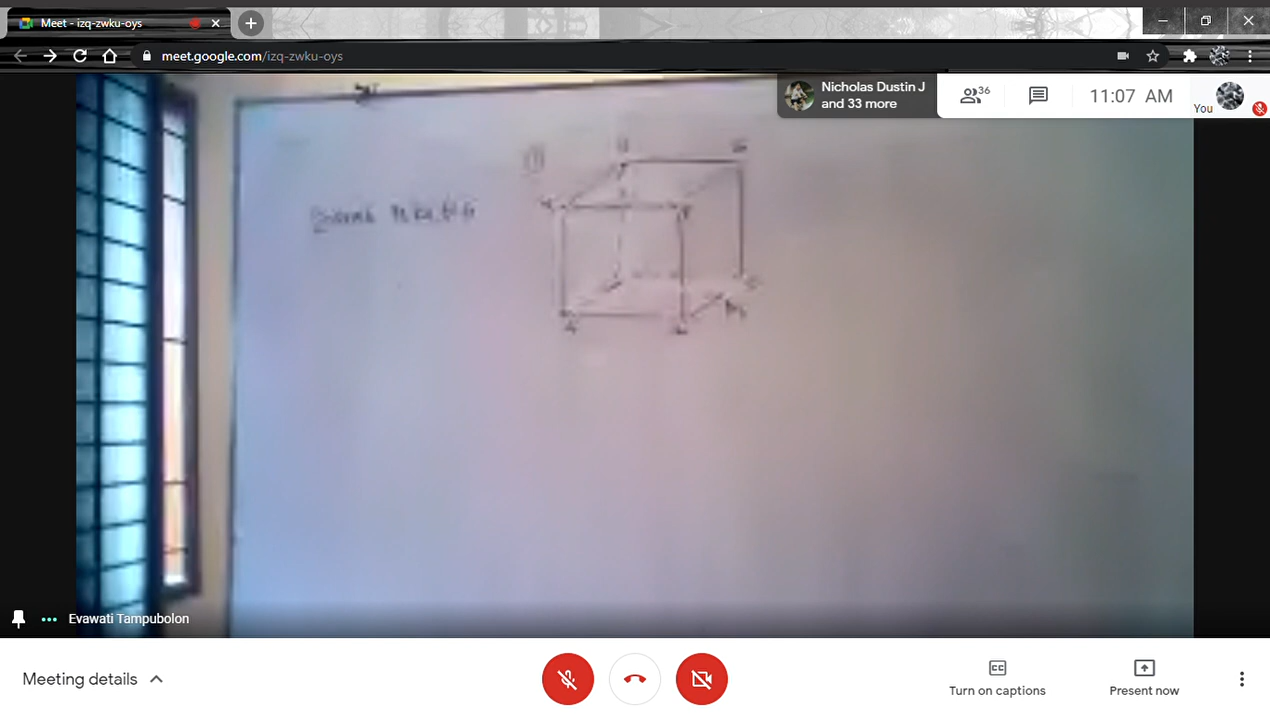 Meet - izq-zwku-oys
meet.google.com/izq-zwku-oys
Nicholas Dustin J
and 33 more
36
11:07 AM
You
Evawati Tampubolon
Meeting details
Turn on captions
Present now